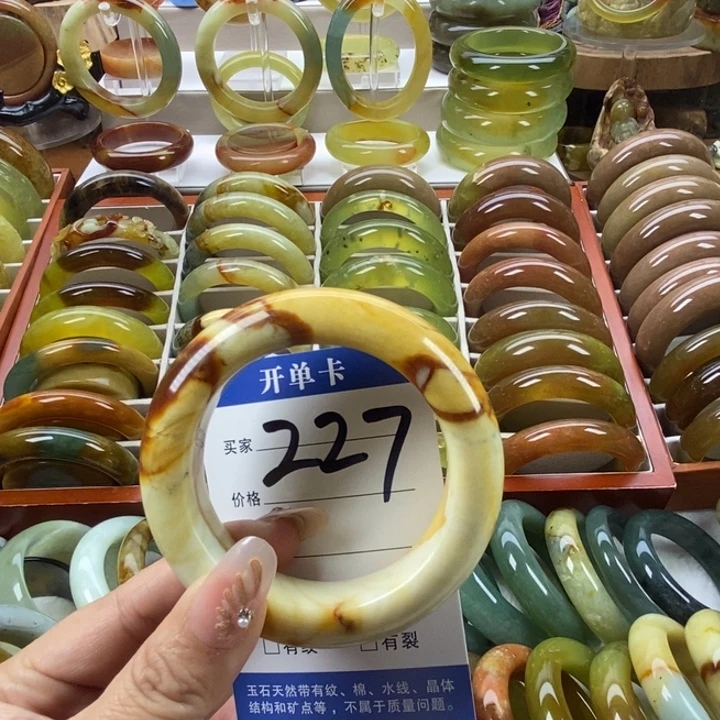 开单卡
买家
227
价格
□有纹 □有裂
玉石天然带有纹、棉、水线、晶体
结构和矿点等，不属于质量问题。